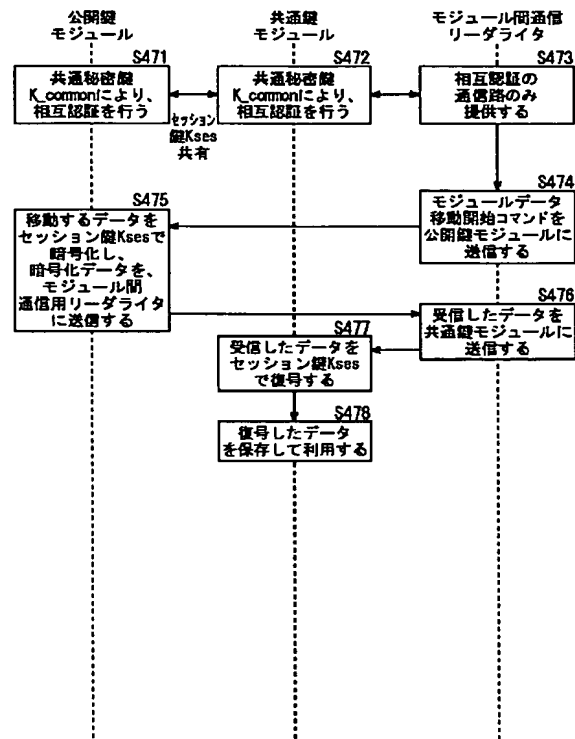 公開鍵
モジュール
共通鍵
モジュール
モジュール間通信
リーダライタ
S471
共通秘密鍵
K_commonにより、
相互認証を行う
S472
共通秘密鍵
K_commonにより、
相互認証を行う
S473
相互認証の
通信路のみ
提供する
セッション
鍵Kses
共有
S474
モジュールデータ
移動開始コマンドを
公開鍵モジュールに
送信する
S475
移動するデータを
セッション鍵Ksesで
暗号化し、
暗号化データを、
モジュール間
通信用リーダライタ
に送信する
S476
受信したデータを
共通鍵モジュールに
送信する
S477
受信したデータを
セッション鍵Kses
で復号する
S478
復号したデータ
を保存して利用する